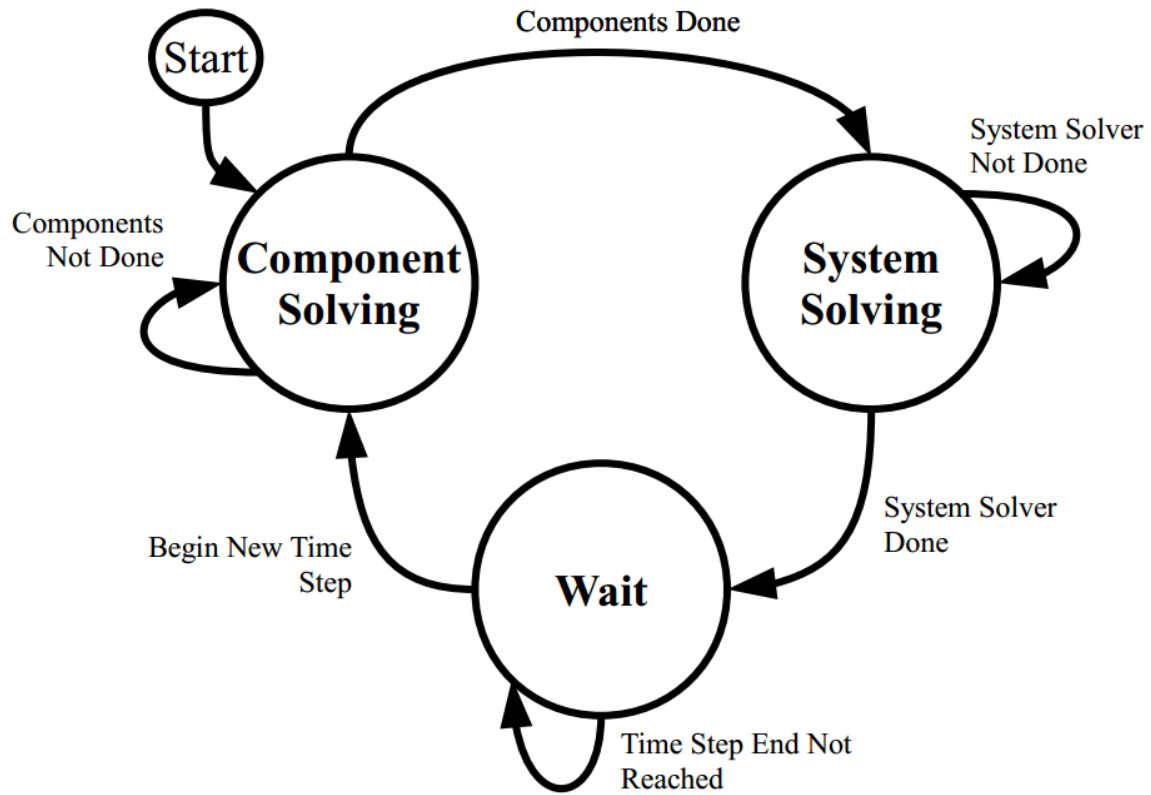 Components Done
Start
System Solver
Not Done
Components
Not Done
Component
Solving
System
Solving
System Solver
Done
Begin New Time
Step
Wait
Time Step End Not
Reached